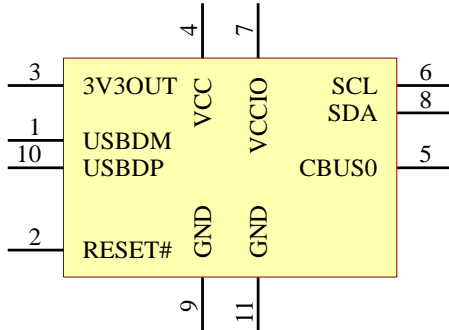 4 7
3 3V3OUT VCC VCCIO SCL 6
SDA 8
1 USBDM
10 USBDP CBUS0 5
2 RESET# GND GND
9 11